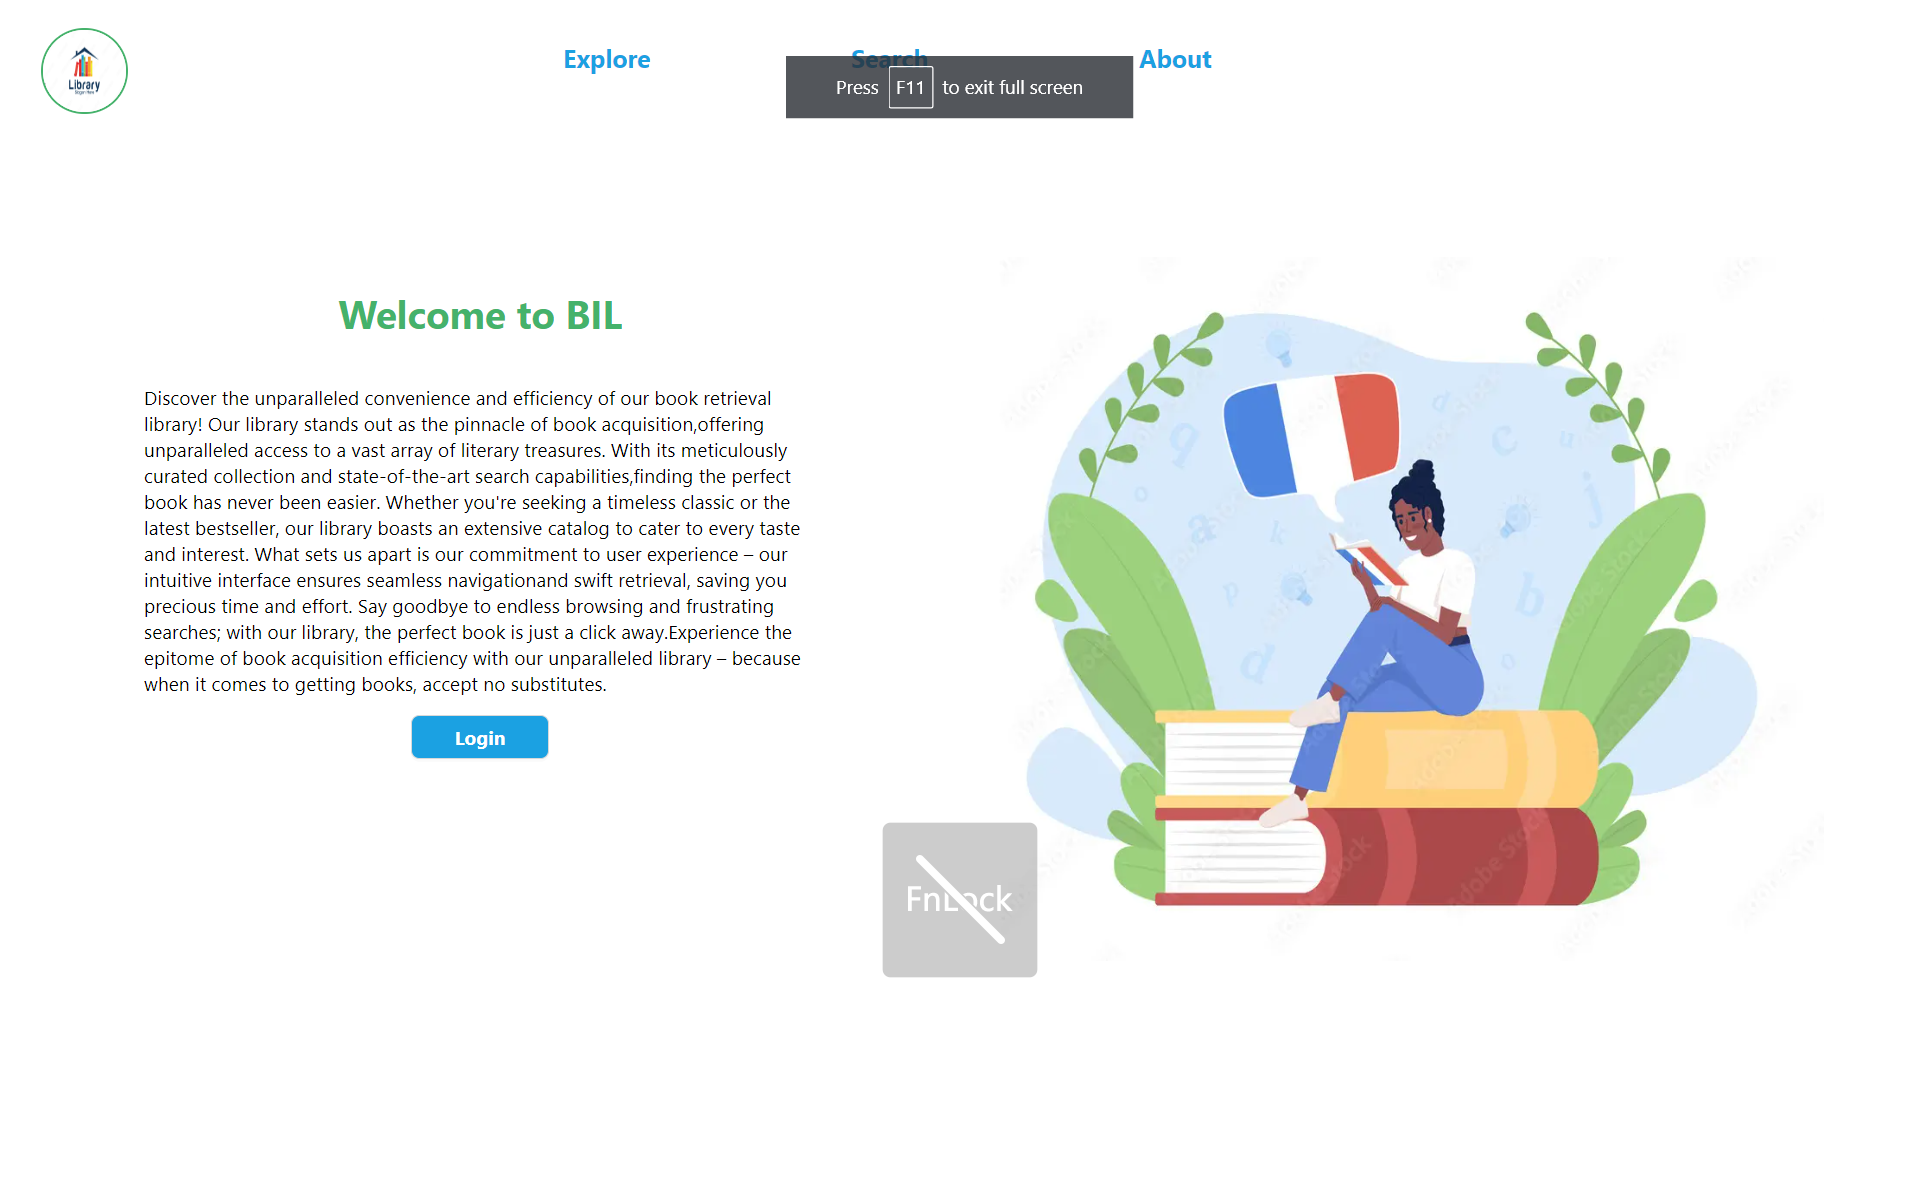 Library
Explore
Search
About
Press F11 to exit full screen
Welcome to BIL
Discover the unparalleled convenience and efficiency of our book retrieval
library! Our library stands out as the pinnacle of book acquisition,offering
unparalleled access to a vast array of literary treasures. With its meticulously
curated collection and state-of-the-art search capabilities,finding the perfect
book has never been easier. Whether you're seeking a timeless classic or the
latest bestseller, our library boasts an extensive catalog to cater to every taste
and interest. What sets us apart is our commitment to user experience – our
intuitive interface ensures seamless navigationand swift retrieval, saving you
precious time and effort. Say goodbye to endless browsing and frustrating
searches; with our library, the perfect book is just a click away.Experience the
epitome of book acquisition efficiency with our unparalleled library – because
when it comes to getting books, accept no substitutes.
Login
q
d
c
u
j
o
a
k
p
b
d
o
Adobe Stock
FnLock